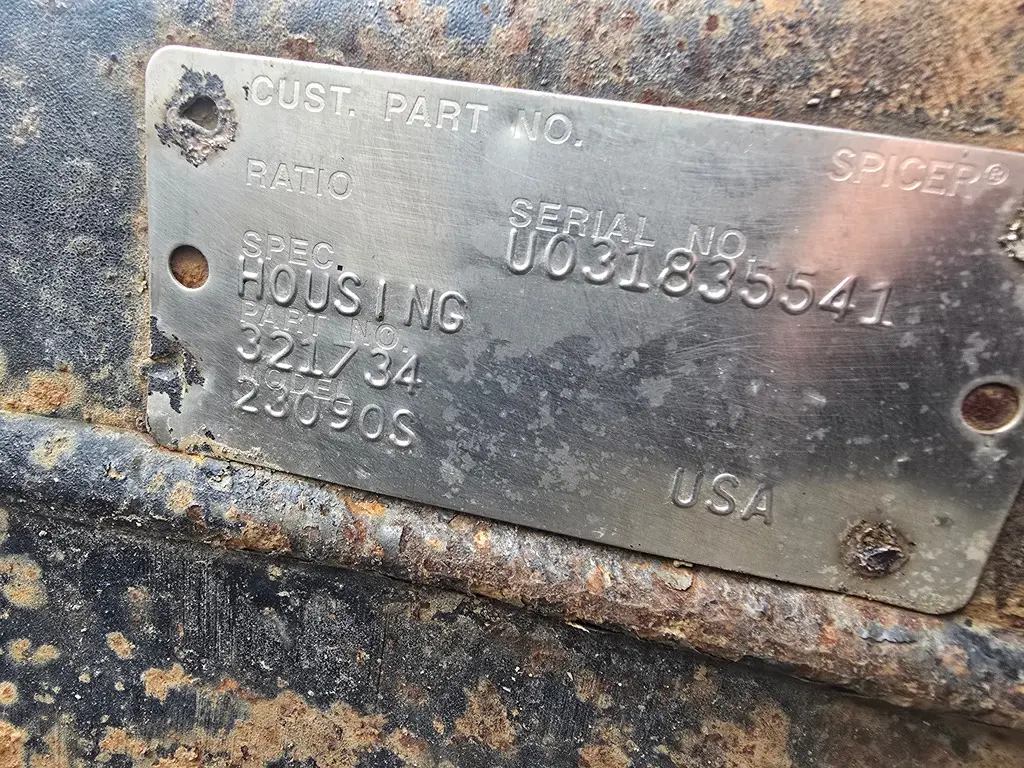 CUST. PART NO.
SPICER®
RATIO
SERIAL NO.
U031835541
SPEC.
HOUSING
PART NO.
321734
MODEL
23090S
USA